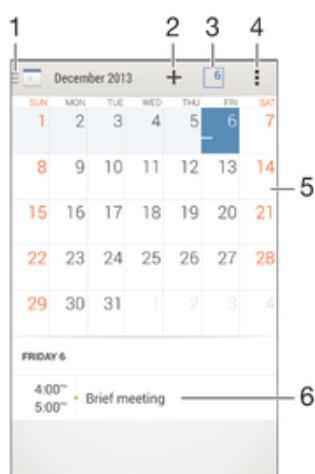 1 2 3 4
December 2013 + 6
SUN MON TUE WED THU FRI SAT
1 2 3 4 5 6 7
8 9 10 11 12 13 14
5
15 16 17 18 19 20 21
22 23 24 25 26 27 28
29 30 31 1 2 3 4
FRIDAY 6
4:00PM
Brief meeting 6
5:00PM